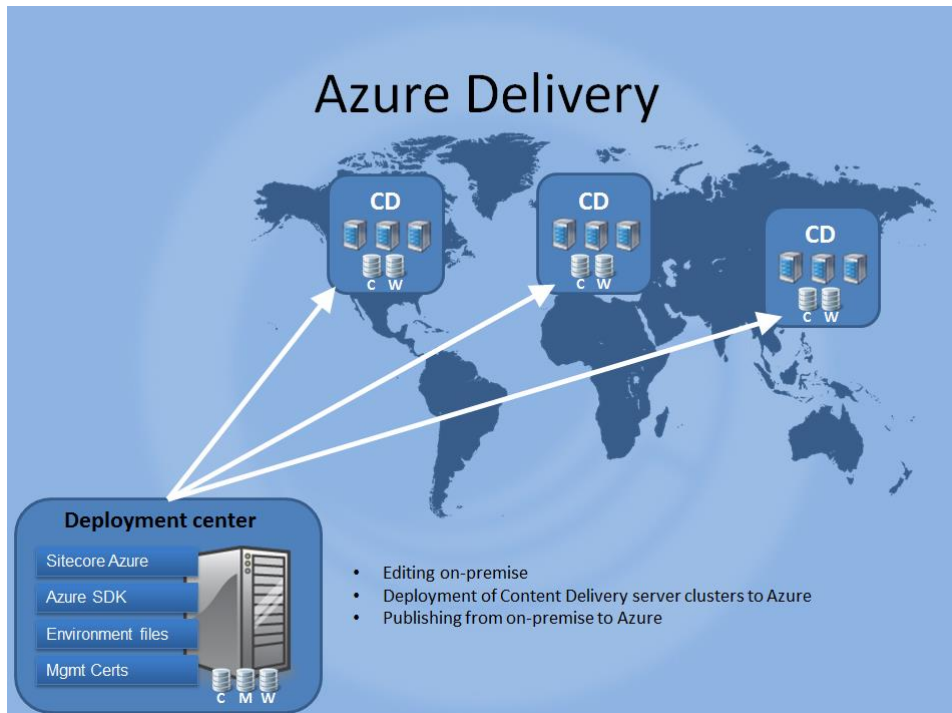 Azure Delivery
CD
C W
CD
C W
CD
C W
Deployment center
Sitecore Azure
Azure SDK
Environment files
Mgmt Certs
C M W
• Editing on-premise
• Deployment of Content Delivery server clusters to Azure
• Publishing from on-premise to Azure